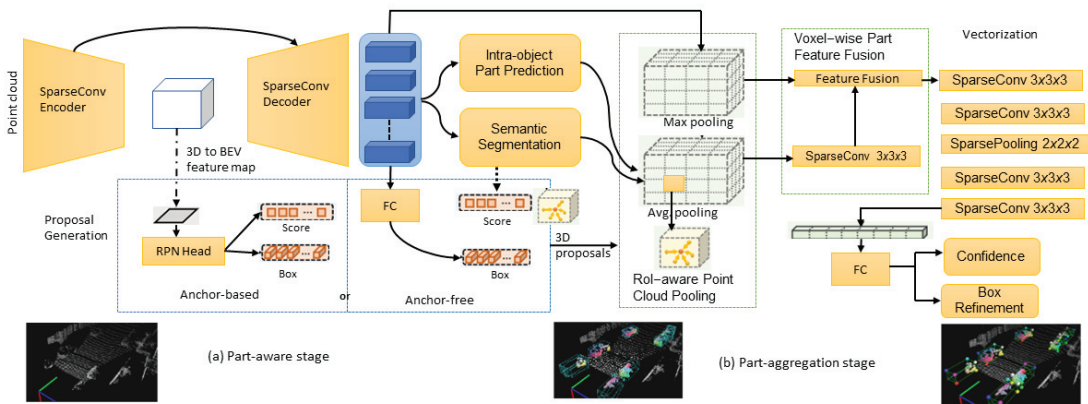 Point cloud
SparseConv
Encoder
3D to BEV
feature map
SparseConv
Decoder
Intra-object
Part Prediction
Semantic
Segmentation
Proposal
Generation
RPN Head
Score
Box
Anchor-based
or
FC
Score
Box
Anchor-free
3D
proposals
Max pooling
Avg. pooling
RoI-aware Point
Cloud Pooling
Voxel-wise Part
Feature Fusion
Feature Fusion
SparseConv 3x3x3
Vectorization
SparseConv 3x3x3
SparseConv 3x3x3
SparsePooling 2x2x2
SparseConv 3x3x3
SparseConv 3x3x3
FC
Confidence
Box
Refinement
(a) Part-aware stage
(b) Part-aggregation stage